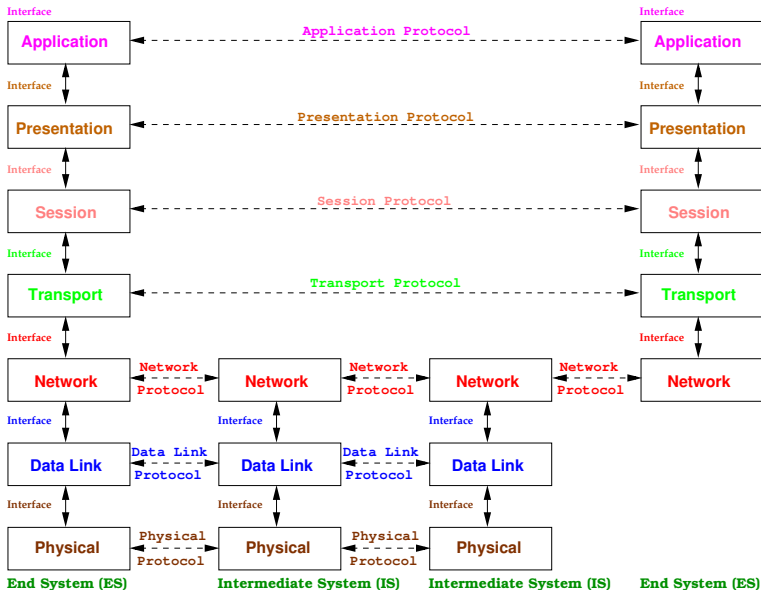 Interface Interface
Application Application Protocol Application
Interface Interface
Presentation Presentation Protocol Presentation
Interface Interface
Session Session Protocol Session
Interface Interface
Transport Transport Protocol Transport
Interface Interface
Network Network Network
Network Network Network Network
Protocol Protocol Protocol
Interface Interface Interface
Data Link Data Link
Data Link Data Link Data Link
Protocol Protocol
Interface Interface Interface
Physical Physical
Physical Physical Physical
Protocol Protocol
End System (ES) Intermediate System (IS) Intermediate System (IS) End System (ES)